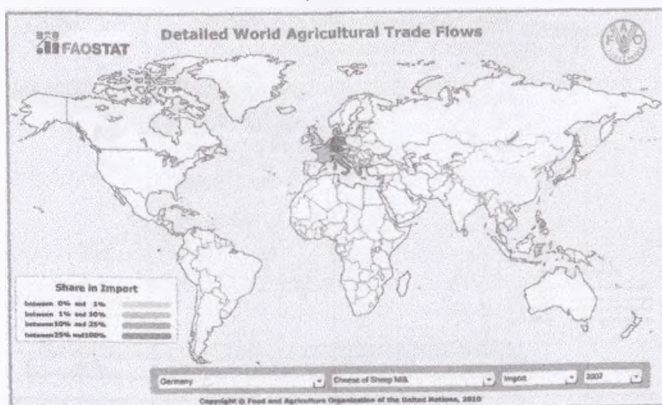 FAOSTAT
Detailed World Agricultural Trade Flows
FAO
Share in Import
between 0% and 1%
between 1% and 10%
between 10% and 25%
between 25% and 100%
Germany
Cheese of Sheep Milk
Import
2007
Copyright © Food and Agriculture Organization of the United Nations, 2010